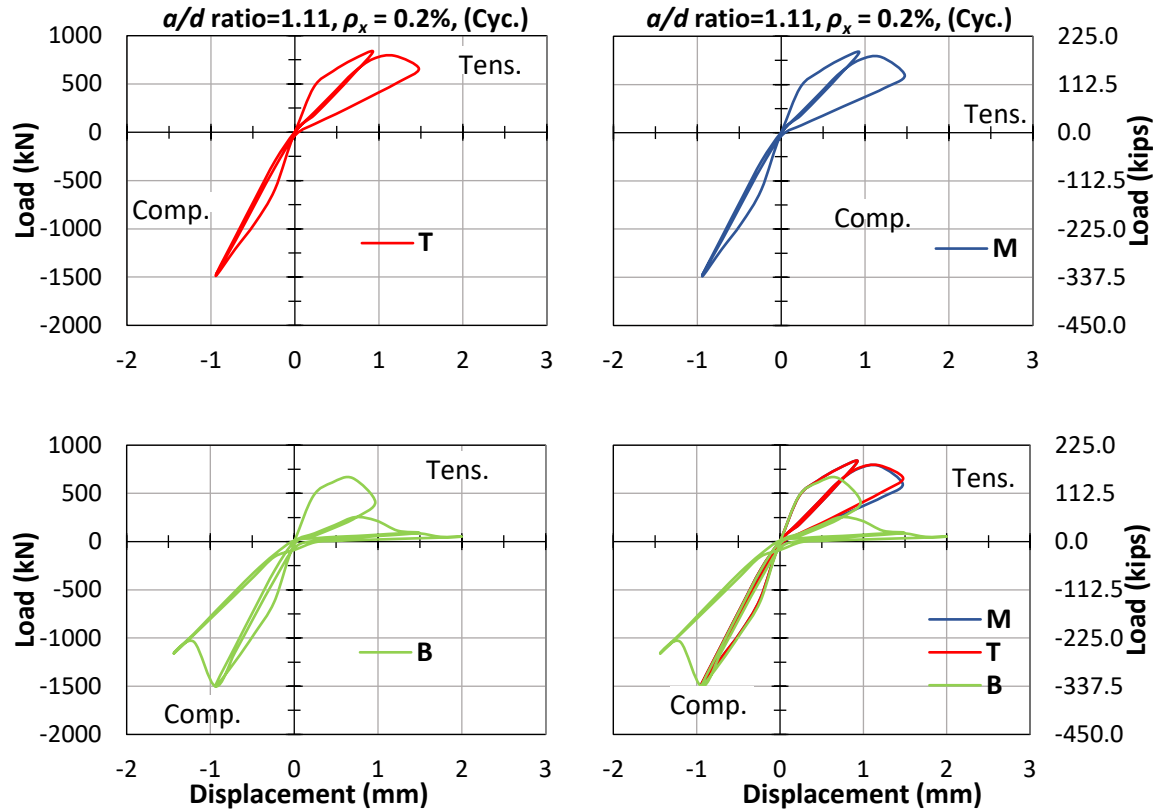 a/d ratio=1.11, ρx = 0.2%, (Cyc.)
1000
500
0
-500
-1000
-1500
-2000
Load (kN)
Tens.
Comp.
T
-2 -1 0 1 2 3
a/d ratio=1.11, ρx = 0.2%, (Cyc.)
225.0
112.5
0.0
-112.5
-225.0
-337.5
-450.0
Load (kips)
Tens.
Comp.
M
-2 -1 0 1 2 3
1000
500
0
-500
-1000
-1500
-2000
Load (kN)
Tens.
B
Comp.
-2 -1 0 1 2 3
Displacement (mm)
225.0
112.5
0.0
-112.5
-225.0
-337.5
-450.0
Load (kips)
Tens.
M
T
B
Comp.
-2 -1 0 1 2 3
Displacement (mm)